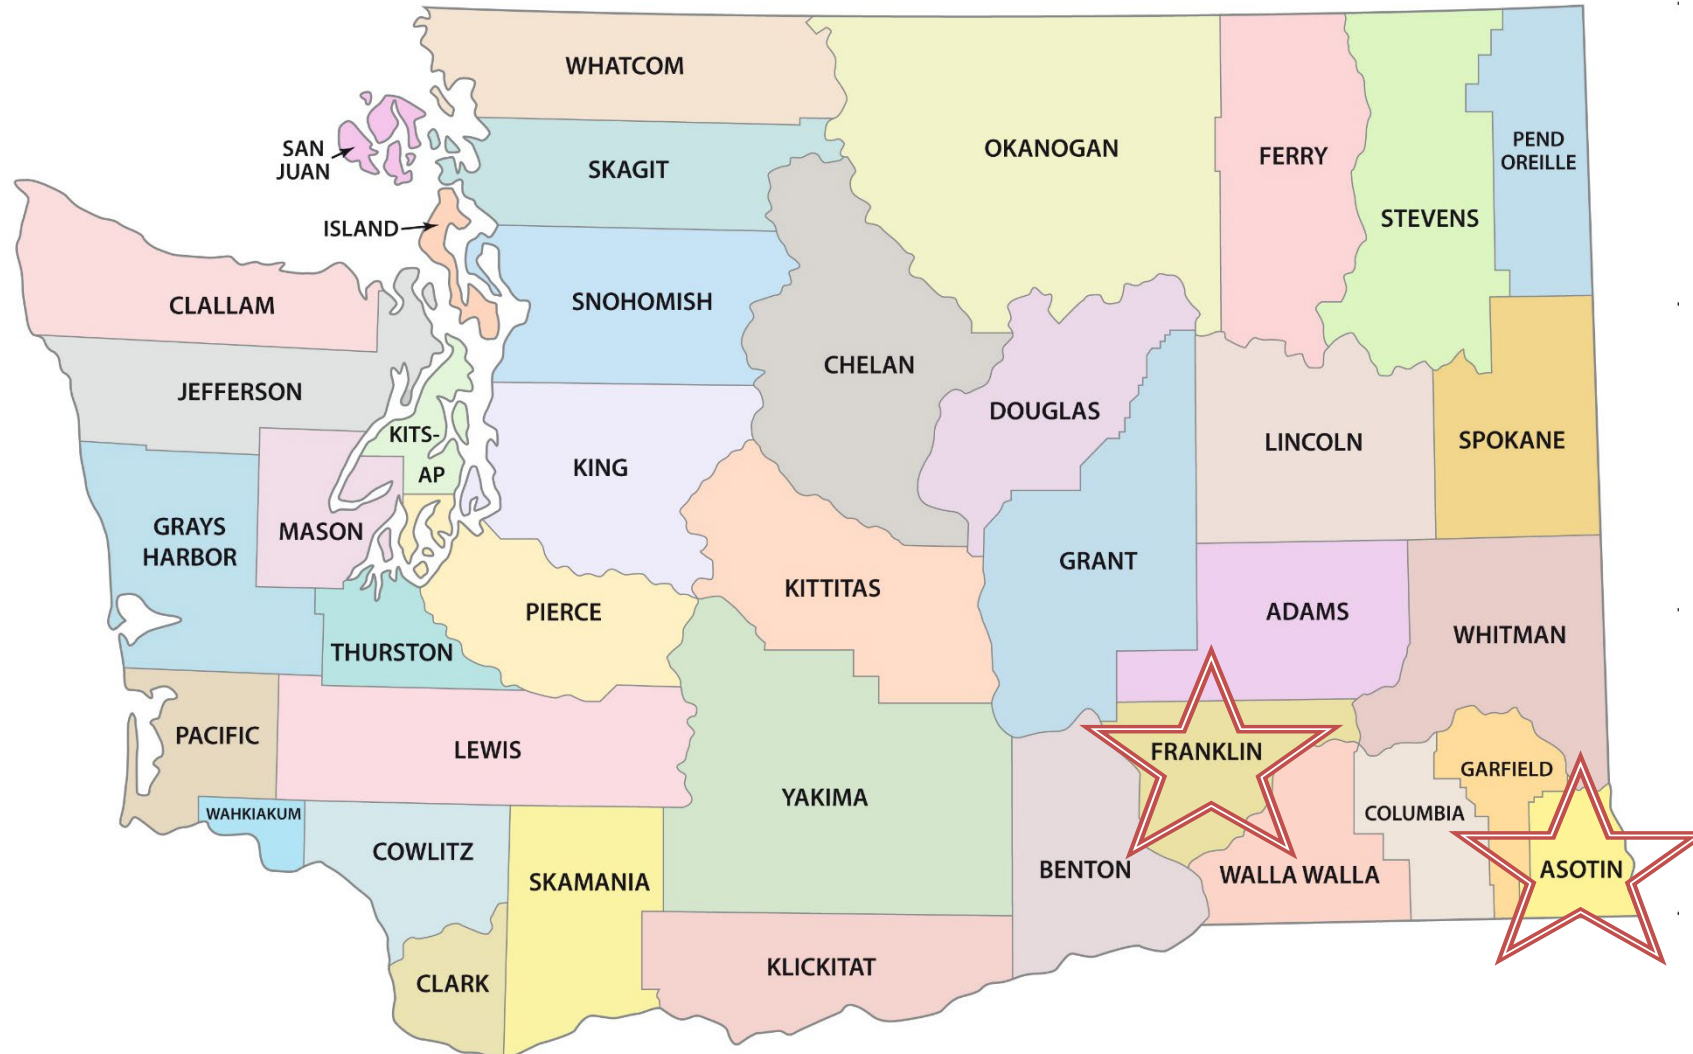 WHATCOM
OKANOGAN
FERRY
PEND
OREILLE
SAN
JUAN
SKAGIT
STEVENS
ISLAND
CLALLAM
SNOHOMISH
CHELAN
JEFFERSON
DOUGLAS
KITS-
AP
LINCOLN
SPOKANE
KING
GRAYS
HARBOR
MASON
GRANT
KITTITAS
PIERCE
ADAMS
WHITMAN
THURSTON
PACIFIC
LEWIS
FRANKLIN
GARFIELD
YAKIMA
WAHKIAKUM
COLUMBIA
COWLITZ
SKAMANIA
BENTON
WALLA WALLA
ASOTIN
KLICKITAT
CLARK